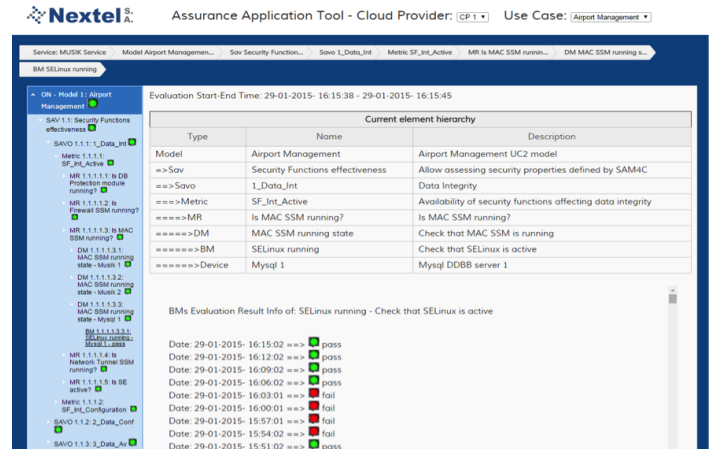 Nextel S. A.
Assurance Application Tool - Cloud Provider: CP 1 Use Case: Airport Management
Service: MUSIK Service Model Airport Managemen... Sav Security Function... Savo 1_Data_Int Metric SF_Int_Active MR Is MAC SSM runnin... DM MAC SSM running s...
BM SELinux running
ON - Model 1: Airport
Management
SAV 1.1: Security Functions
effectiveness
SAVO 1.1.1: 1_Data_Int
Metric 1.1.1.1:
SF_Int_Active
MR 1.1.1.1.1: Is DB
Protection module
running?
MR 1.1.1.1.2: Is
Firewall SSM running?
MR 1.1.1.1.3: Is MAC
SSM running?
DM 1.1.1.1.3.1:
MAC SSM running
state - Musik 1
DM 1.1.1.1.3.2:
MAC SSM running
state - Musik 2
DM 1.1.1.1.3.3:
MAC SSM running
state - Mysql 1
BM 1.1.1.1.3.3.1:
SELinux running -
Mysql 1 - pass
MR 1.1.1.1.4: Is
Network Tunnel SSM
running?
MR 1.1.1.1.5: Is SE
active?
Metric 1.1.1.2:
SF_Int_Configuration
SAVO 1.1.2: 2_Data_Conf
SAVO 1.1.3: 3_Data_Av
Evaluation Start-End Time: 29-01-2015- 16:15:38 - 29-01-2015- 16:15:45
Current element hierarchy
Type Name Description
Model Airport Management Airport Management UC2 model
=>Sav Security Functions effectiveness Allow assessing security properties defined by SAM4C
==>Savo 1_Data_Int Data Integrity
===>Metric SF_Int_Active Availability of security functions affecting data integrity
====>MR Is MAC SSM running? Is MAC SSM running?
=====>DM MAC SSM running state Check that MAC SSM is running
======>BM SELinux running Check that SELinux is active
======>Device Mysql 1 Mysql DDBB server 1
BMs Evaluation Result Info of: SELinux running - Check that SELinux is active
Date: 29-01-2015- 16:15:02 ==> pass
Date: 29-01-2015- 16:12:02 ==> pass
Date: 29-01-2015- 16:09:02 ==> pass
Date: 29-01-2015- 16:06:02 ==> pass
Date: 29-01-2015- 16:03:01 ==> fail
Date: 29-01-2015- 16:00:01 ==> fail
Date: 29-01-2015- 15:57:01 ==> fail
Date: 29-01-2015- 15:54:02 ==> fail
Date: 29-01-2015- 15:51:02 ==> pass